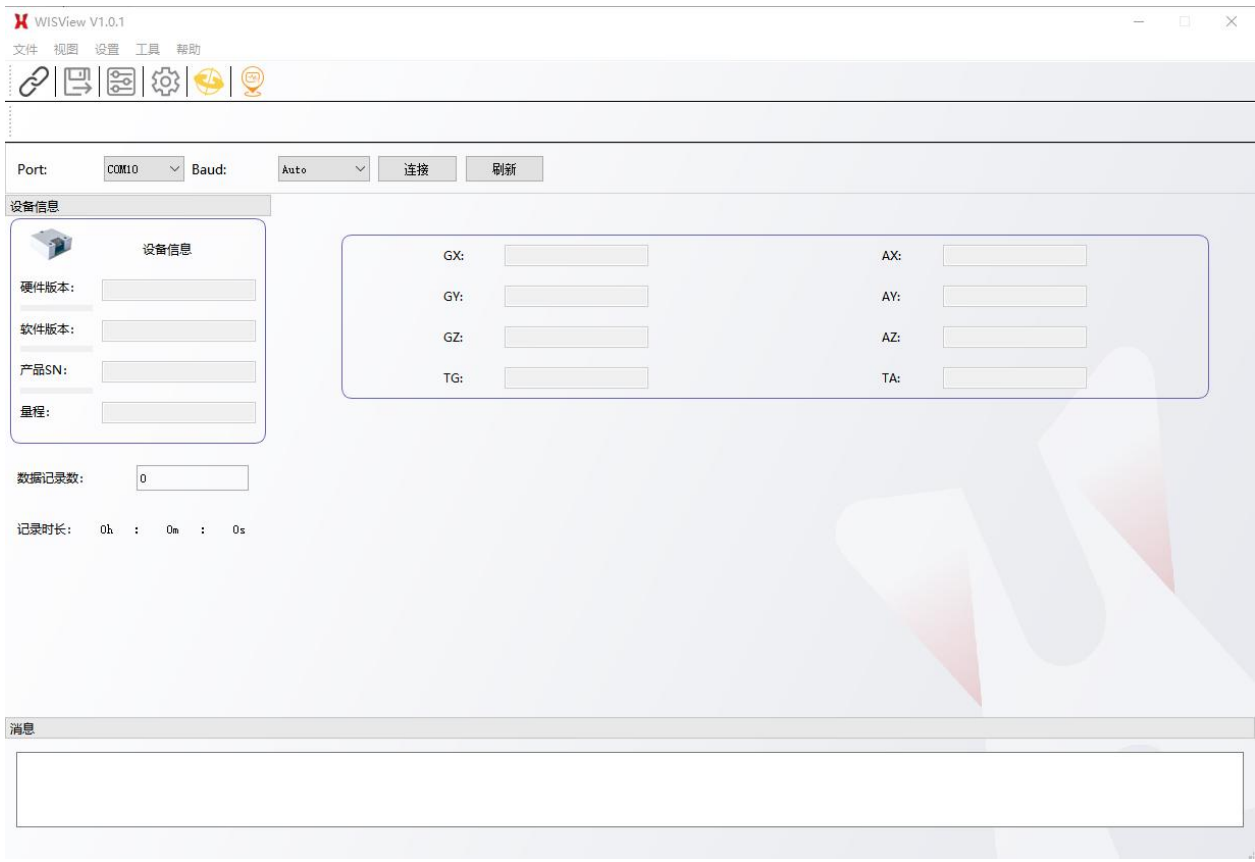 WISView V1.0.1
文件 视图 设置 工具 帮助
Port: COM10 Baud: Auto 连接 刷新
设备信息
设备信息
硬件版本:
软件版本:
产品SN:
量程:
GX: AX:
GY: AY:
GZ: AZ:
TG: TA:
数据记录数: 0
记录时长: 0h : 0m : 0s
消息